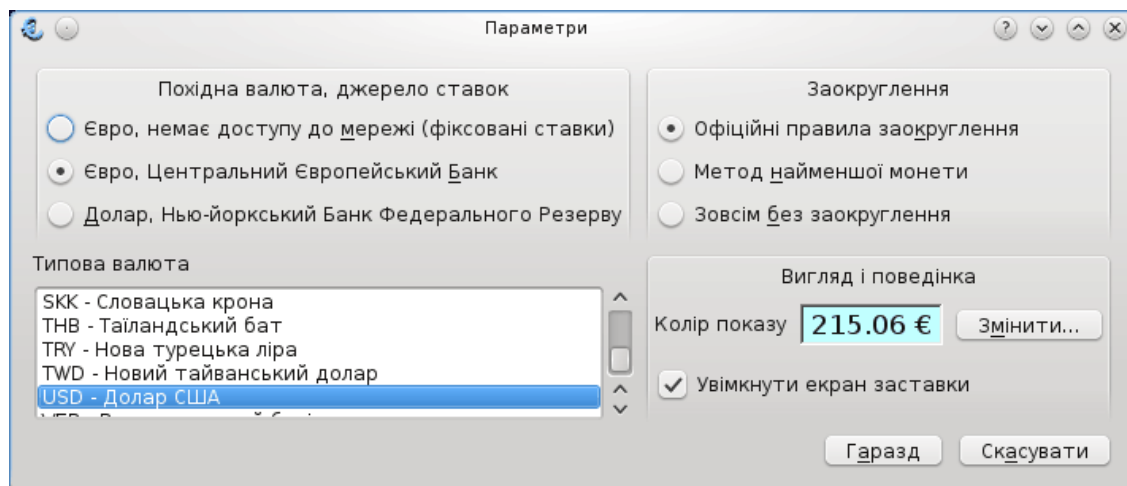 Параметри
Похідна валюта, джерело ставок
Євро, немає доступу до мережі (фіксовані ставки)
Євро, Центральний Європейський Банк
Долар, Нью-йоркський Банк Федерального Резерву
Заокруглення
Офіційні правила заокруглення
Метод найменшої монети
Зовсім без заокруглення
Типова валюта
SKK - Словацька крона
THB - Таїландський бат
TRY - Нова турецька ліра
TWD - Новий тайванський долар
USD - Долар США
Вигляд і поведінка
Колір показу 215.06 € Змінити...
Увімкнути екран заставки
Гаразд Скасувати